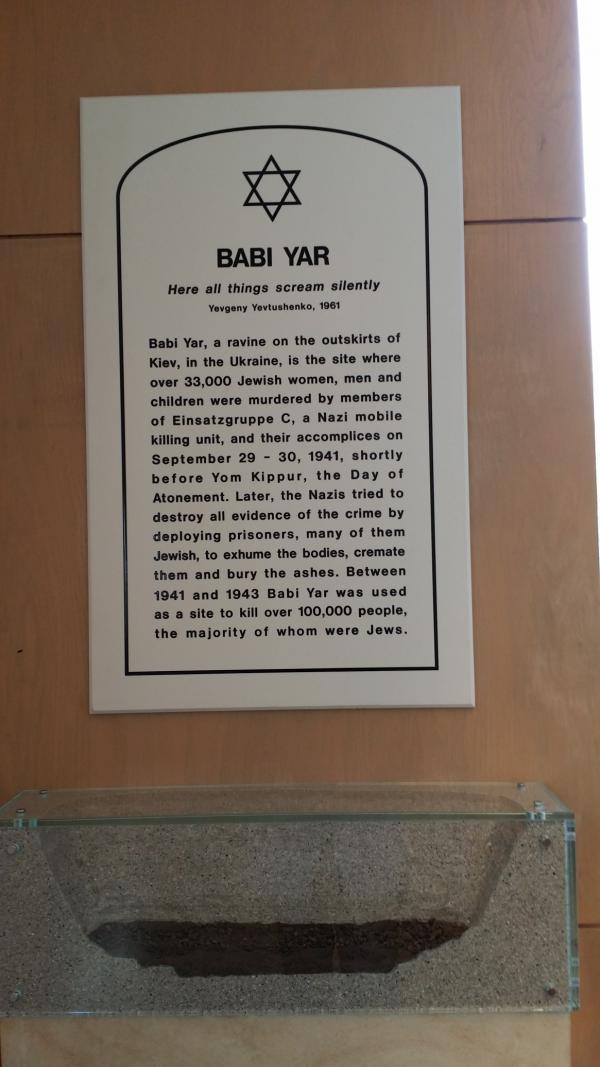 BABI YAR
Here all things scream silently
Yevgeny Yevtushenko, 1961
Babi Yar, a ravine on the outskirts of
Kiev, in the Ukraine, is the site where
over 33,000 Jewish women, men and
children were murdered by members
of Einsatzgruppe C, a Nazi mobile
killing unit, and their accomplices on
September 29 - 30, 1941, shortly
before Yom Kippur, the Day of
Atonement. Later, the Nazis tried to
destroy all evidence of the crime by
deploying prisoners, many of them
Jewish, to exhume the bodies, cremate
them and bury the ashes. Between
1941 and 1943 Babi Yar was used
as a site to kill over 100,000 people,
the majority of whom were Jews.